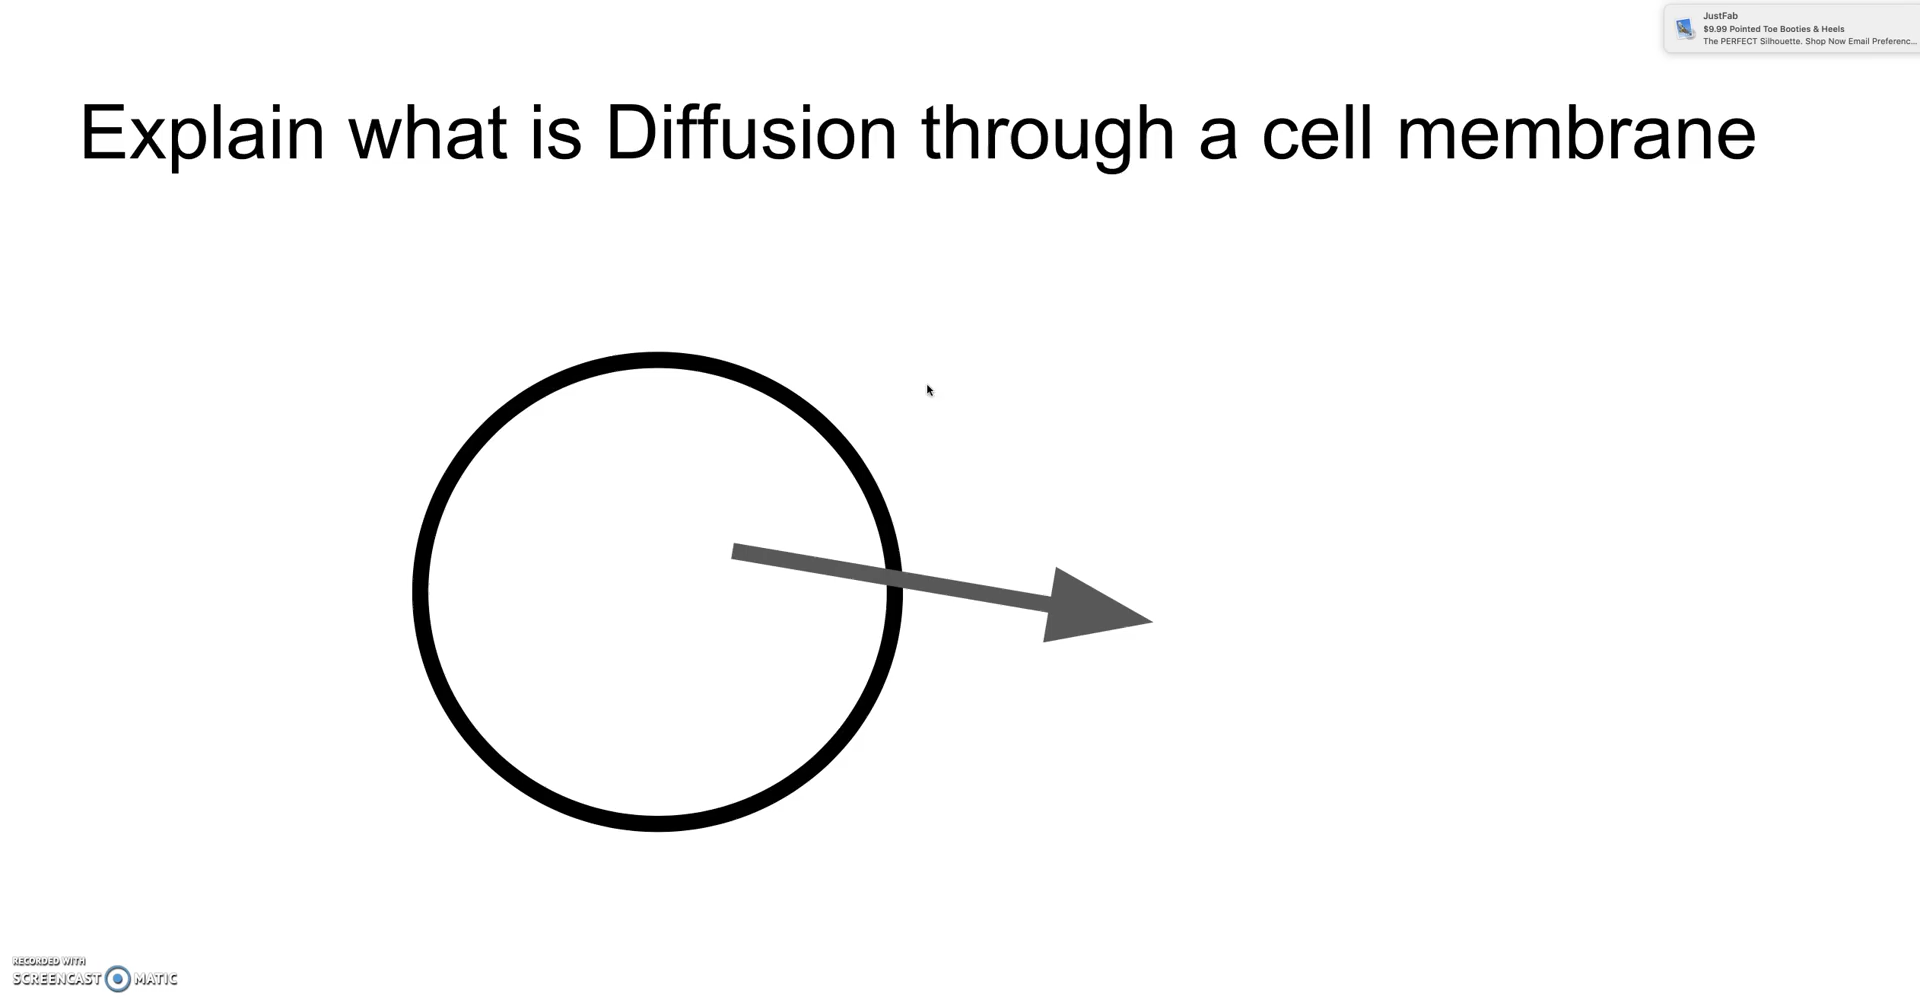 JustFab
$9.99 Pointed Toe Booties & Heels
The PERFECT Silhouette. Shop Now Email Preferenc...
Explain what is Diffusion through a cell membrane
RECORDED WITH
SCREENCAST MATIC